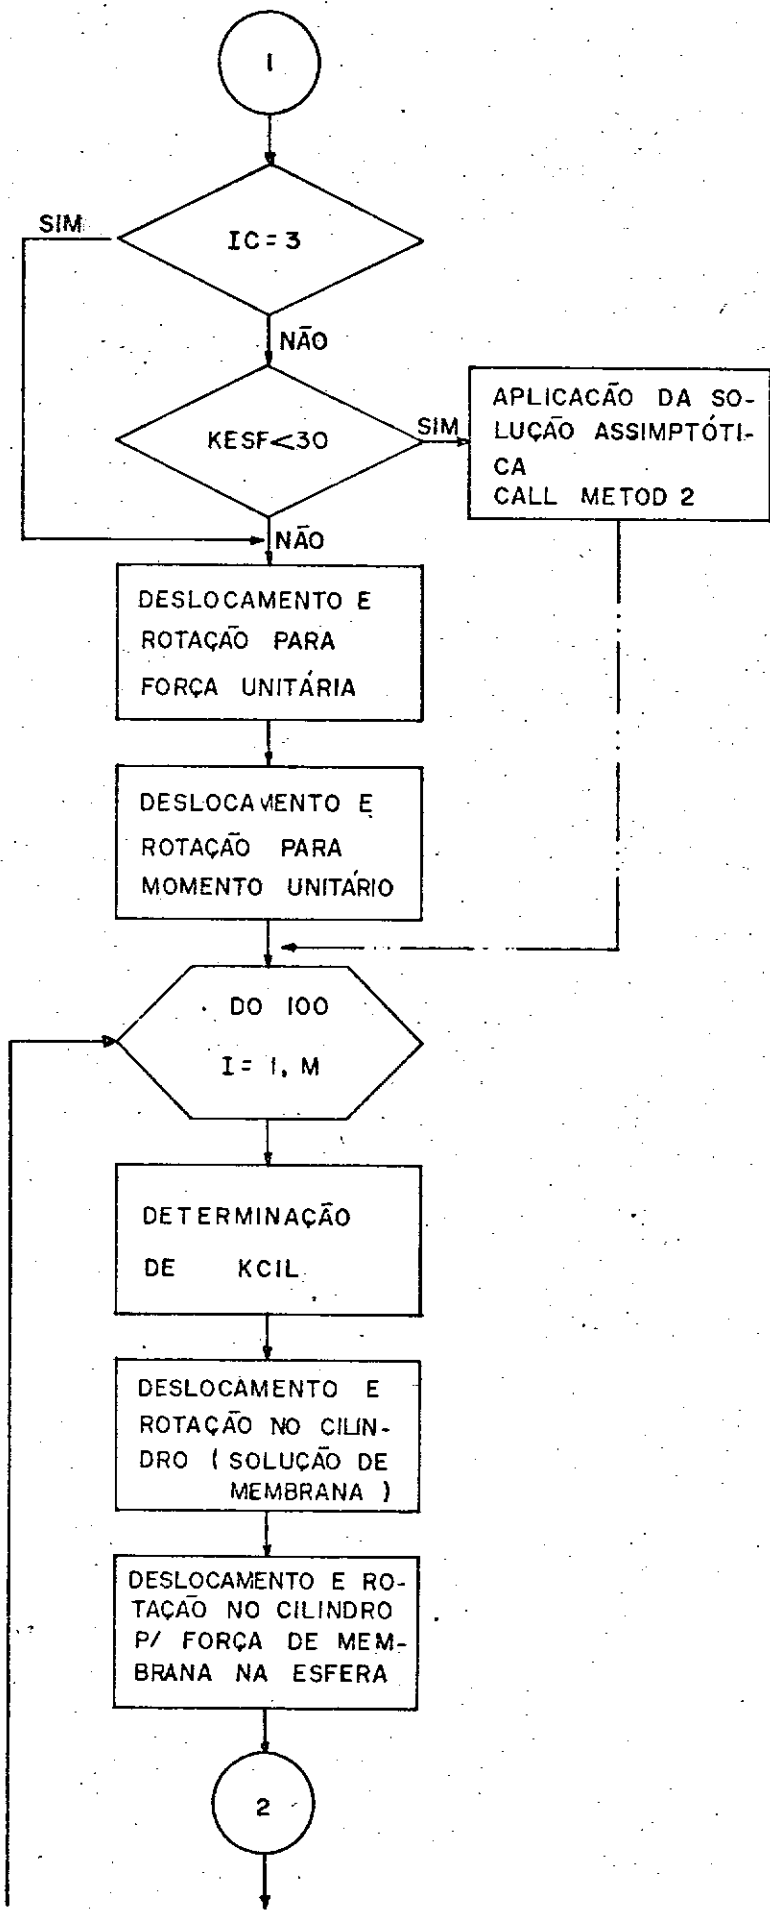 1
IC = 3
SIM
NÃO
KESF<30
SIM
APLICAÇÃO DA SO-
LUÇÃO ASSIMPTÓTI-
CA
CALL METOD 2
NÃO
DESLOCAMENTO E
ROTAÇÃO PARA
FORÇA UNITÁRIA
DESLOCAMENTO E
ROTAÇÃO PARA
MOMENTO UNITÁRIO
DO 100
I = 1, M
DETERMINAÇÃO
DE KCIL
DESLOCAMENTO E
ROTAÇÃO NO CILIN-
DRO ( SOLUÇÃO DE
MEMBRANA )
DESLOCAMENTO E RO-
TAÇÃO NO CILINDRO
P/ FORÇA DE MEM-
BRANA NA ESFERA
2